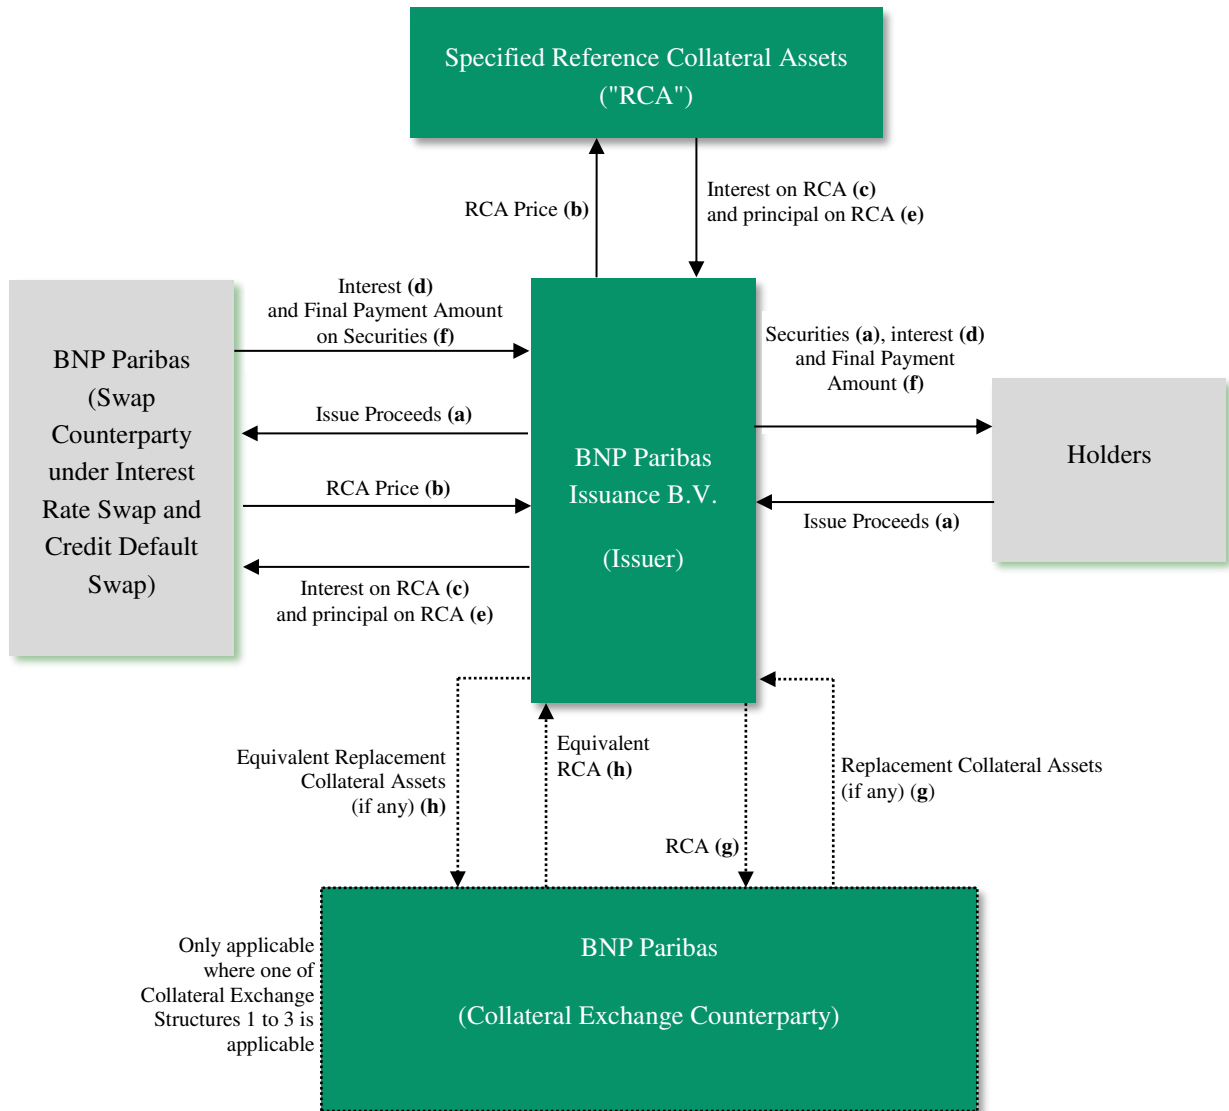 Specified Reference Collateral Assets
("RCA")
RCA Price (b)
Interest on RCA (c)
and principal on RCA (e)
Interest (d)
and Final Payment Amount
on Securities (f)
Securities (a), interest (d)
and Final Payment
Amount (f)
BNP Paribas
(Swap
Counterparty
under Interest
Rate Swap and
Credit Default
Swap)
Issue Proceeds (a)
RCA Price (b)
Interest on RCA (c)
and principal on RCA (e)
BNP Paribas
Issuance B.V.
(Issuer)
Holders
Issue Proceeds (a)
Equivalent Replacement
Collateral Assets
(if any) (h)
Equivalent
RCA (h)
RCA (g)
Replacement Collateral Assets
(if any) (g)
Only applicable
where one of
Collateral Exchange
Structures 1 to 3 is
applicable
BNP Paribas
(Collateral Exchange Counterparty)